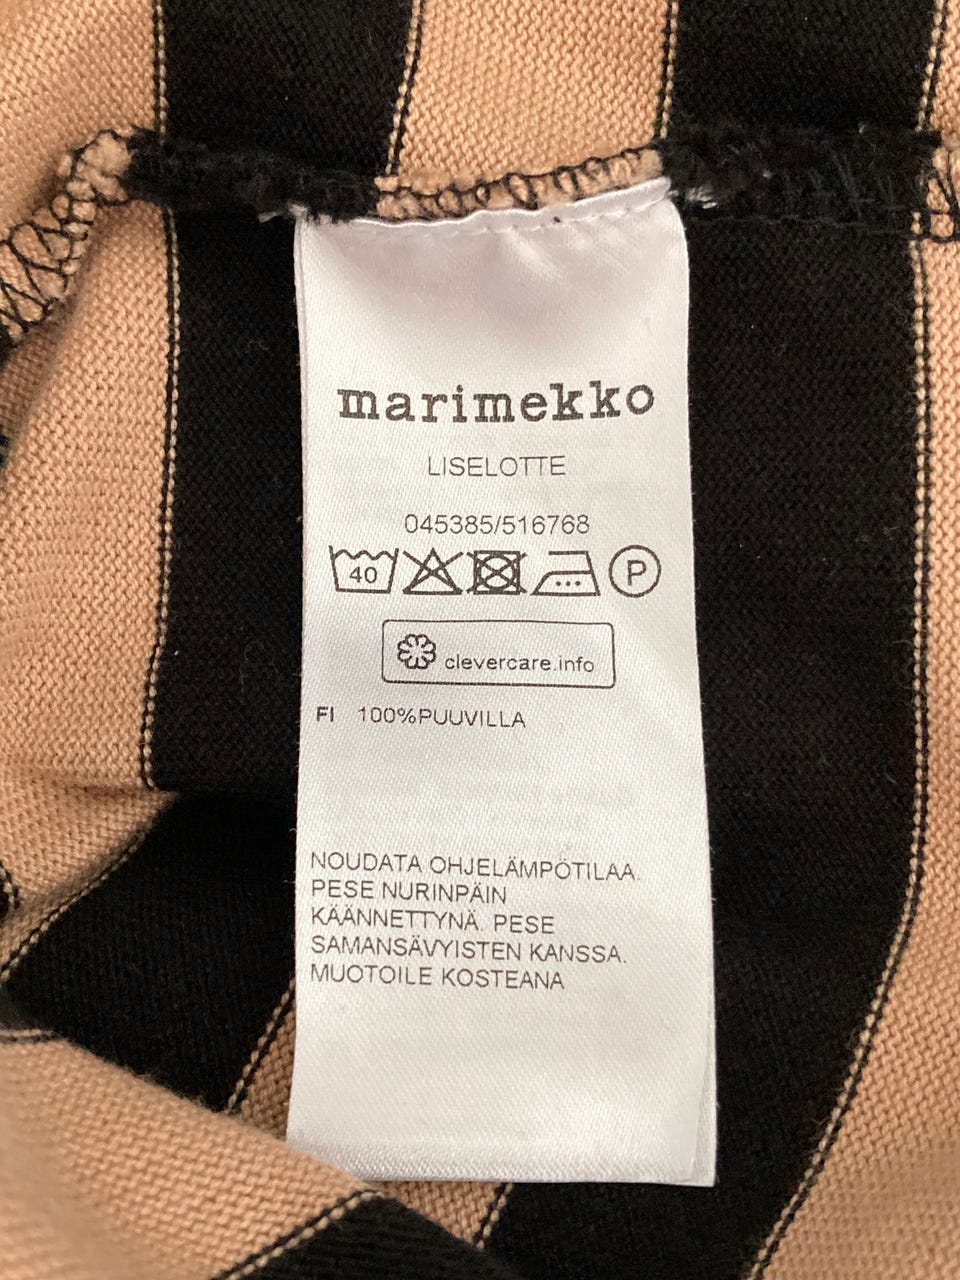 marimekko
LISELOTTE
045385/516768
40 P
clevercare.info
FI 100%PUUVILLA
NOUDATA OHJELÄMPÖTILAA.
PESE NURINPÄIN
KÄÄNNETTYNÄ. PESE
SAMANSÄVYISTEN KANSSA.
MUOTOILE KOSTEANA